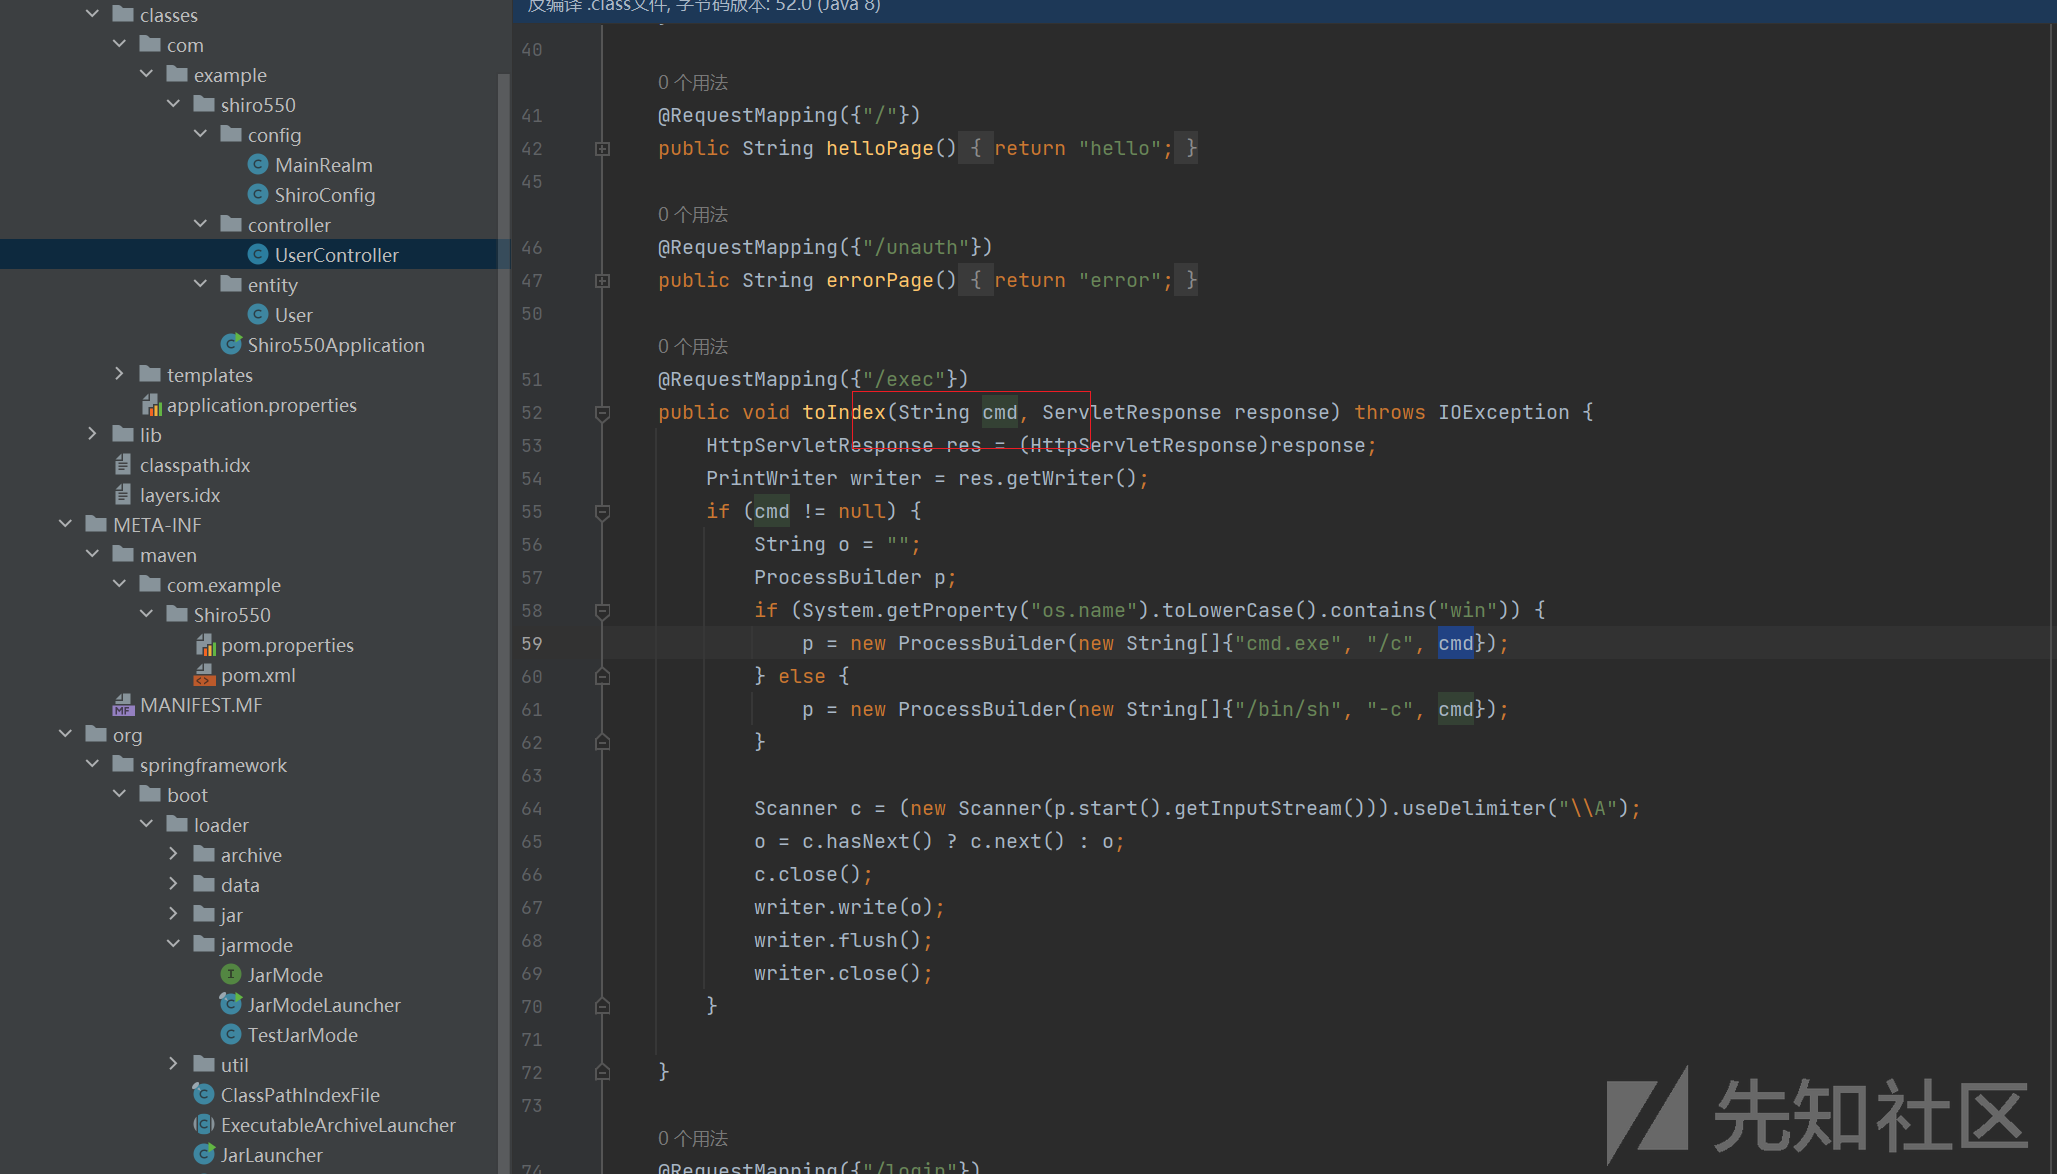 classes
com
example
shiro550
config
MainRealm
ShiroConfig
controller
UserController
entity
User
Shiro550Application
templates
application.properties
lib
classpath.idx
layers.idx
META-INF
maven
com.example
Shiro550
pom.properties
pom.xml
MANIFEST.MF
org
springframework
boot
loader
archive
data
jar
jarmode
JarMode
JarModeLauncher
TestJarMode
util
ClassPathIndexFile
ExecutableArchiveLauncher
JarLauncher
反编译 .class文件, 字节码版本: 52.0 (Java 8)
40
0 个用法
41 @RequestMapping({"/"})
42 public String helloPage() { return "hello"; }
45
0 个用法
46 @RequestMapping({"/unauth"})
47 public String errorPage() { return "error"; }
50
0 个用法
51 @RequestMapping({"/exec"})
52 public void toIndex(String cmd, ServletResponse response) throws IOException {
53 HttpServletResponse res = (HttpServletResponse)response;
54 PrintWriter writer = res.getWriter();
55 if (cmd != null) {
56 String o = "";
57 ProcessBuilder p;
58 if (System.getProperty("os.name").toLowerCase().contains("win")) {
59 p = new ProcessBuilder(new String[]{"cmd.exe", "/c", cmd});
60 } else {
61 p = new ProcessBuilder(new String[]{"/bin/sh", "-c", cmd});
62 }
63
64 Scanner c = (new Scanner(p.start().getInputStream())).useDelimiter("\\A");
65 o = c.hasNext() ? c.next() : o;
66 c.close();
67 writer.write(o);
68 writer.flush();
69 writer.close();
70 }
71
72 }
73
0 个用法
74 @RequestMapping({"/login"})
先知社区